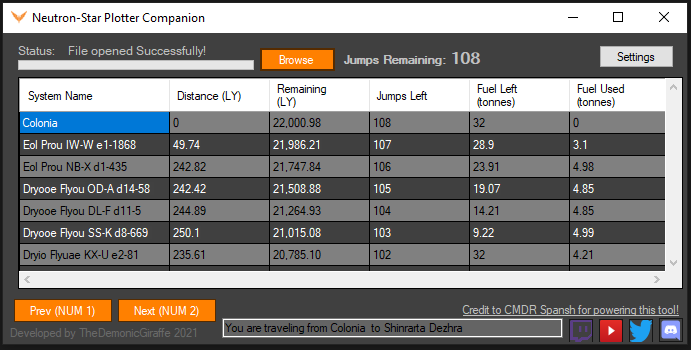 Neutron-Star Plotter Companion
Status: File opened Successfully!
Browse
Jumps Remaining: 108
Settings
System Name Distance (LY) Remaining (LY) Jumps Left Fuel Left (tonnes) Fuel Used (tonnes)
Colonia 0 22,000.98 108 32 0
Eol Prou IW-W e1-1868 49.74 21,986.21 107 28.9 3.1
Eol Prou NB-X d1-435 242.82 21,747.84 106 23.91 4.98
Dryooe Flyou OD-A d14-58 242.42 21,508.88 105 19.07 4.85
Dryooe Flyou DL-F d11-5 244.89 21,264.93 104 14.21 4.85
Dryooe Flyou SS-K d8-669 250.1 21,015.08 103 9.22 4.99
Dryio Flyuae KX-U e2-81 235.61 20,785.10 102 32 4.21
Prev (NUM 1) Next (NUM 2)
Credit to CMDR Spansh for powering this tool!
Developed by TheDemonicGiraffe 2021
You are traveling from Colonia to Shinrarta Dezhra